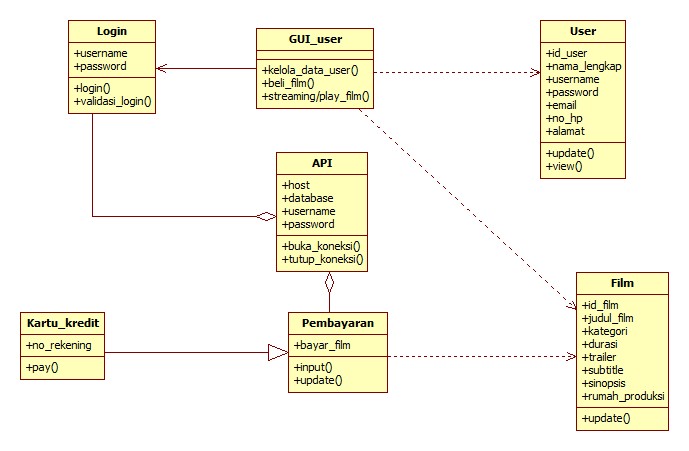 Login
+username
+password
+login()
+validasi_login()
GUI_user
+kelola_data_user()
+beli_film()
+streaming/play_film()
User
+id_user
+nama_lengkap
+username
+password
+email
+no_hp
+alamat
+update()
+view()
API
+host
+database
+username
+password
+buka_koneksi()
+tutup_koneksi()
Kartu_kredit
+no_rekening
+pay()
Pembayaran
+bayar_film
+input()
+update()
Film
+id_film
+judul_film
+kategori
+durasi
+trailer
+subtitle
+sinopsis
+rumah_produksi
+update()